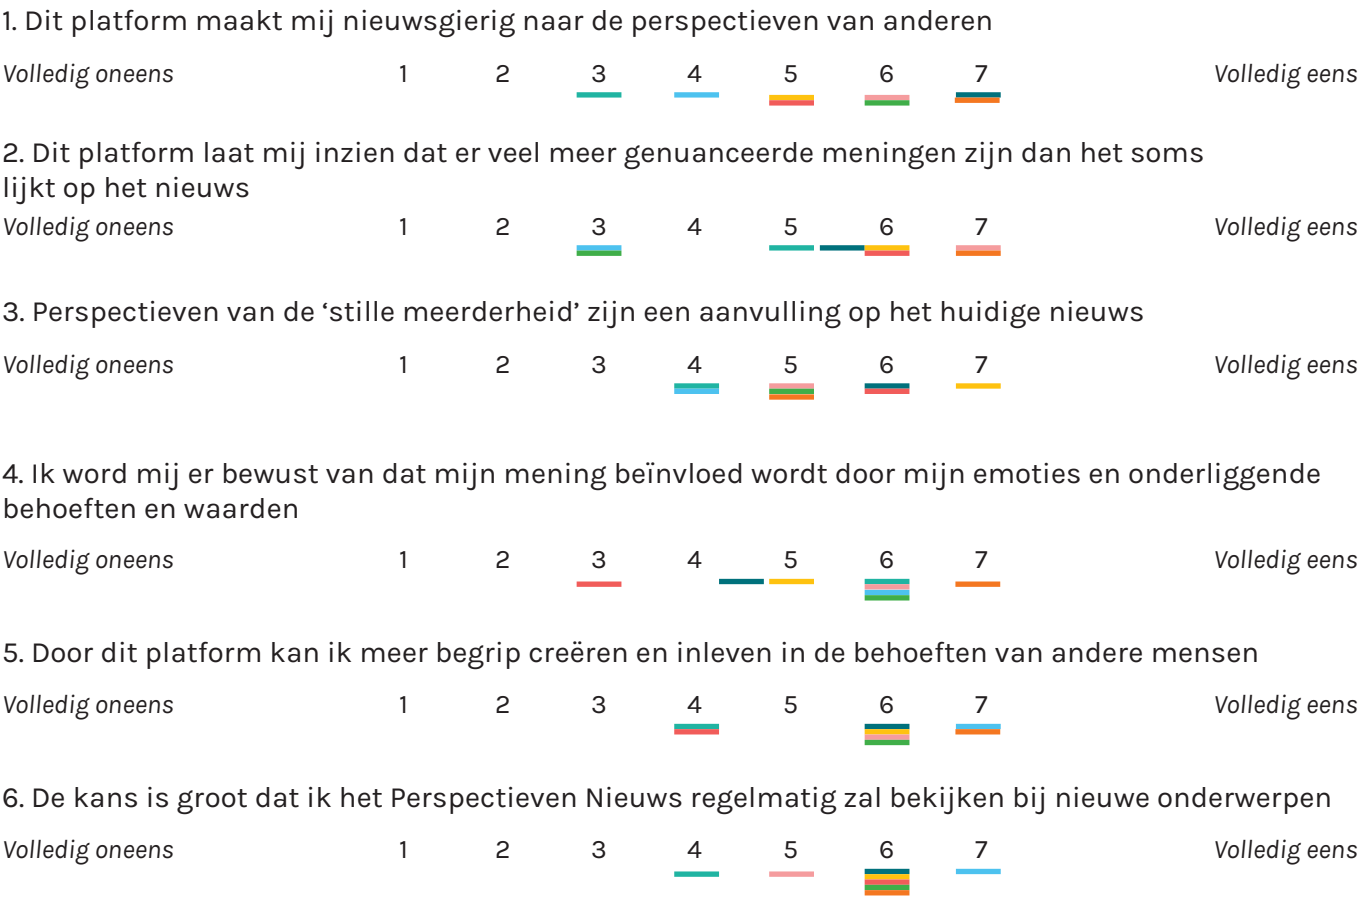 1. Dit platform maakt mij nieuwsgierig naar de perspectieven van anderen
Volledig oneens 1 2 3 4 5 6 7 Volledig eens
2. Dit platform laat mij inzien dat er veel meer genuanceerde meningen zijn dan het soms
lijkt op het nieuws
Volledig oneens 1 2 3 4 5 6 7 Volledig eens
3. Perspectieven van de ‘stille meerderheid’ zijn een aanvulling op het huidige nieuws
Volledig oneens 1 2 3 4 5 6 7 Volledig eens
4. Ik word mij er bewust van dat mijn mening beïnvloed wordt door mijn emoties en onderliggende
behoeften en waarden
Volledig oneens 1 2 3 4 5 6 7 Volledig eens
5. Door dit platform kan ik meer begrip creëren en inleven in de behoeften van andere mensen
Volledig oneens 1 2 3 4 5 6 7 Volledig eens
6. De kans is groot dat ik het Perspectieven Nieuws regelmatig zal bekijken bij nieuwe onderwerpen
Volledig oneens 1 2 3 4 5 6 7 Volledig eens